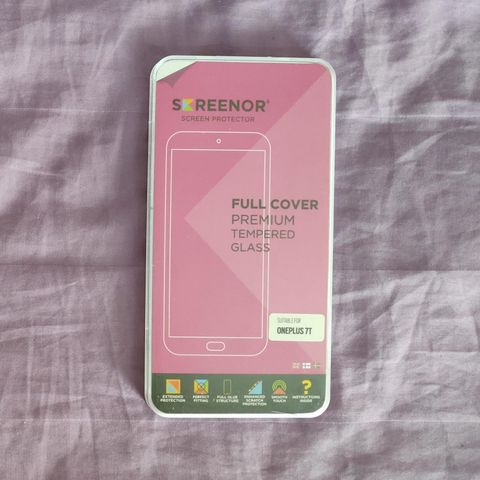 SCREENOR®
SCREEN PROTECTOR
FULL COVER
PREMIUM
TEMPERED
GLASS
SUITABLE FOR
ONEPLUS 7T
EXTENDED
PROTECTION
PERFECT
FITTING
FULL GLUE
STRUCTURE
ENHANCED
SCRATCH
PROTECTION
SMOOTH
TOUCH
?
INSTRUCTIONS
INSIDE